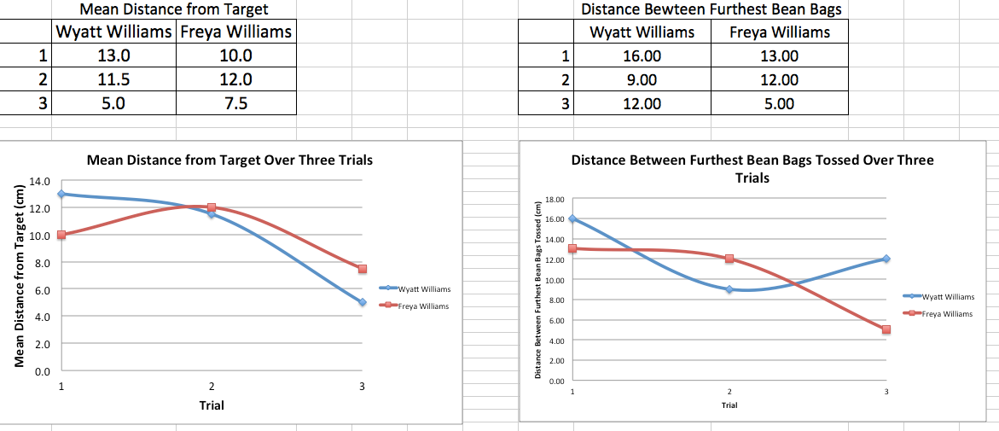 Mean Distance from Target
Wyatt Williams Freya Williams
1 13.0 10.0
2 11.5 12.0
3 5.0 7.5
Distance Bewteen Furthest Bean Bags
Wyatt Williams Freya Williams
1 16.00 13.00
2 9.00 12.00
3 12.00 5.00
Mean Distance from Target Over Three Trials
Mean Distance from Target (cm)
14.0
12.0
10.0
8.0
6.0
4.0
2.0
0.0
1 2 3
Trial
Wyatt Williams
Freya Williams
Distance Between Furthest Bean Bags Tossed Over Three
Trials
Distance Between Furthest Bean Bags Tossed (cm)
18.00
16.00
14.00
12.00
10.00
8.00
6.00
4.00
2.00
0.00
1 2 3
Trial
Wyatt Williams
Freya Williams